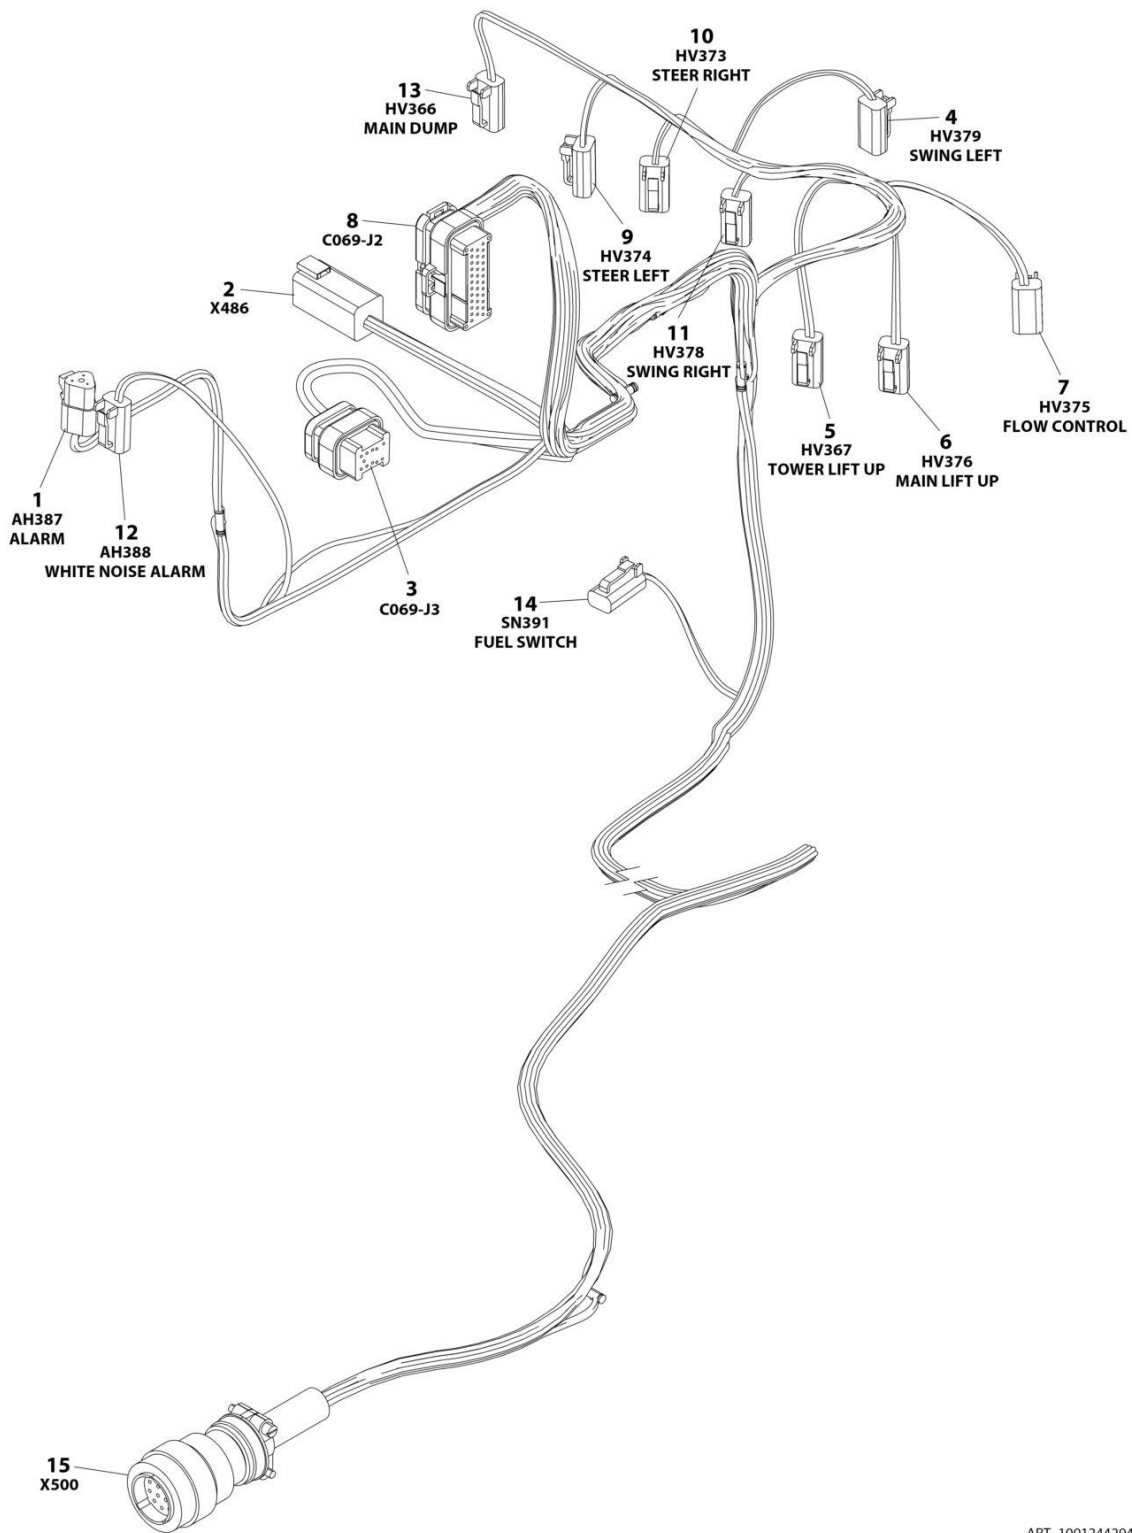 10
HV373
STEER RIGHT
13
HV366
MAIN DUMP
4
HV379
SWING LEFT
8
C069-J2
9
HV374
STEER LEFT
2
X486
11
HV378
SWING RIGHT
7
HV375
FLOW CONTROL
5
HV367
TOWER LIFT UP
6
HV376
MAIN LIFT UP
1
AH387
ALARM
12
AH388
WHITE NOISE ALARM
3
C069-J3
14
SN391
FUEL SWITCH
15
X500